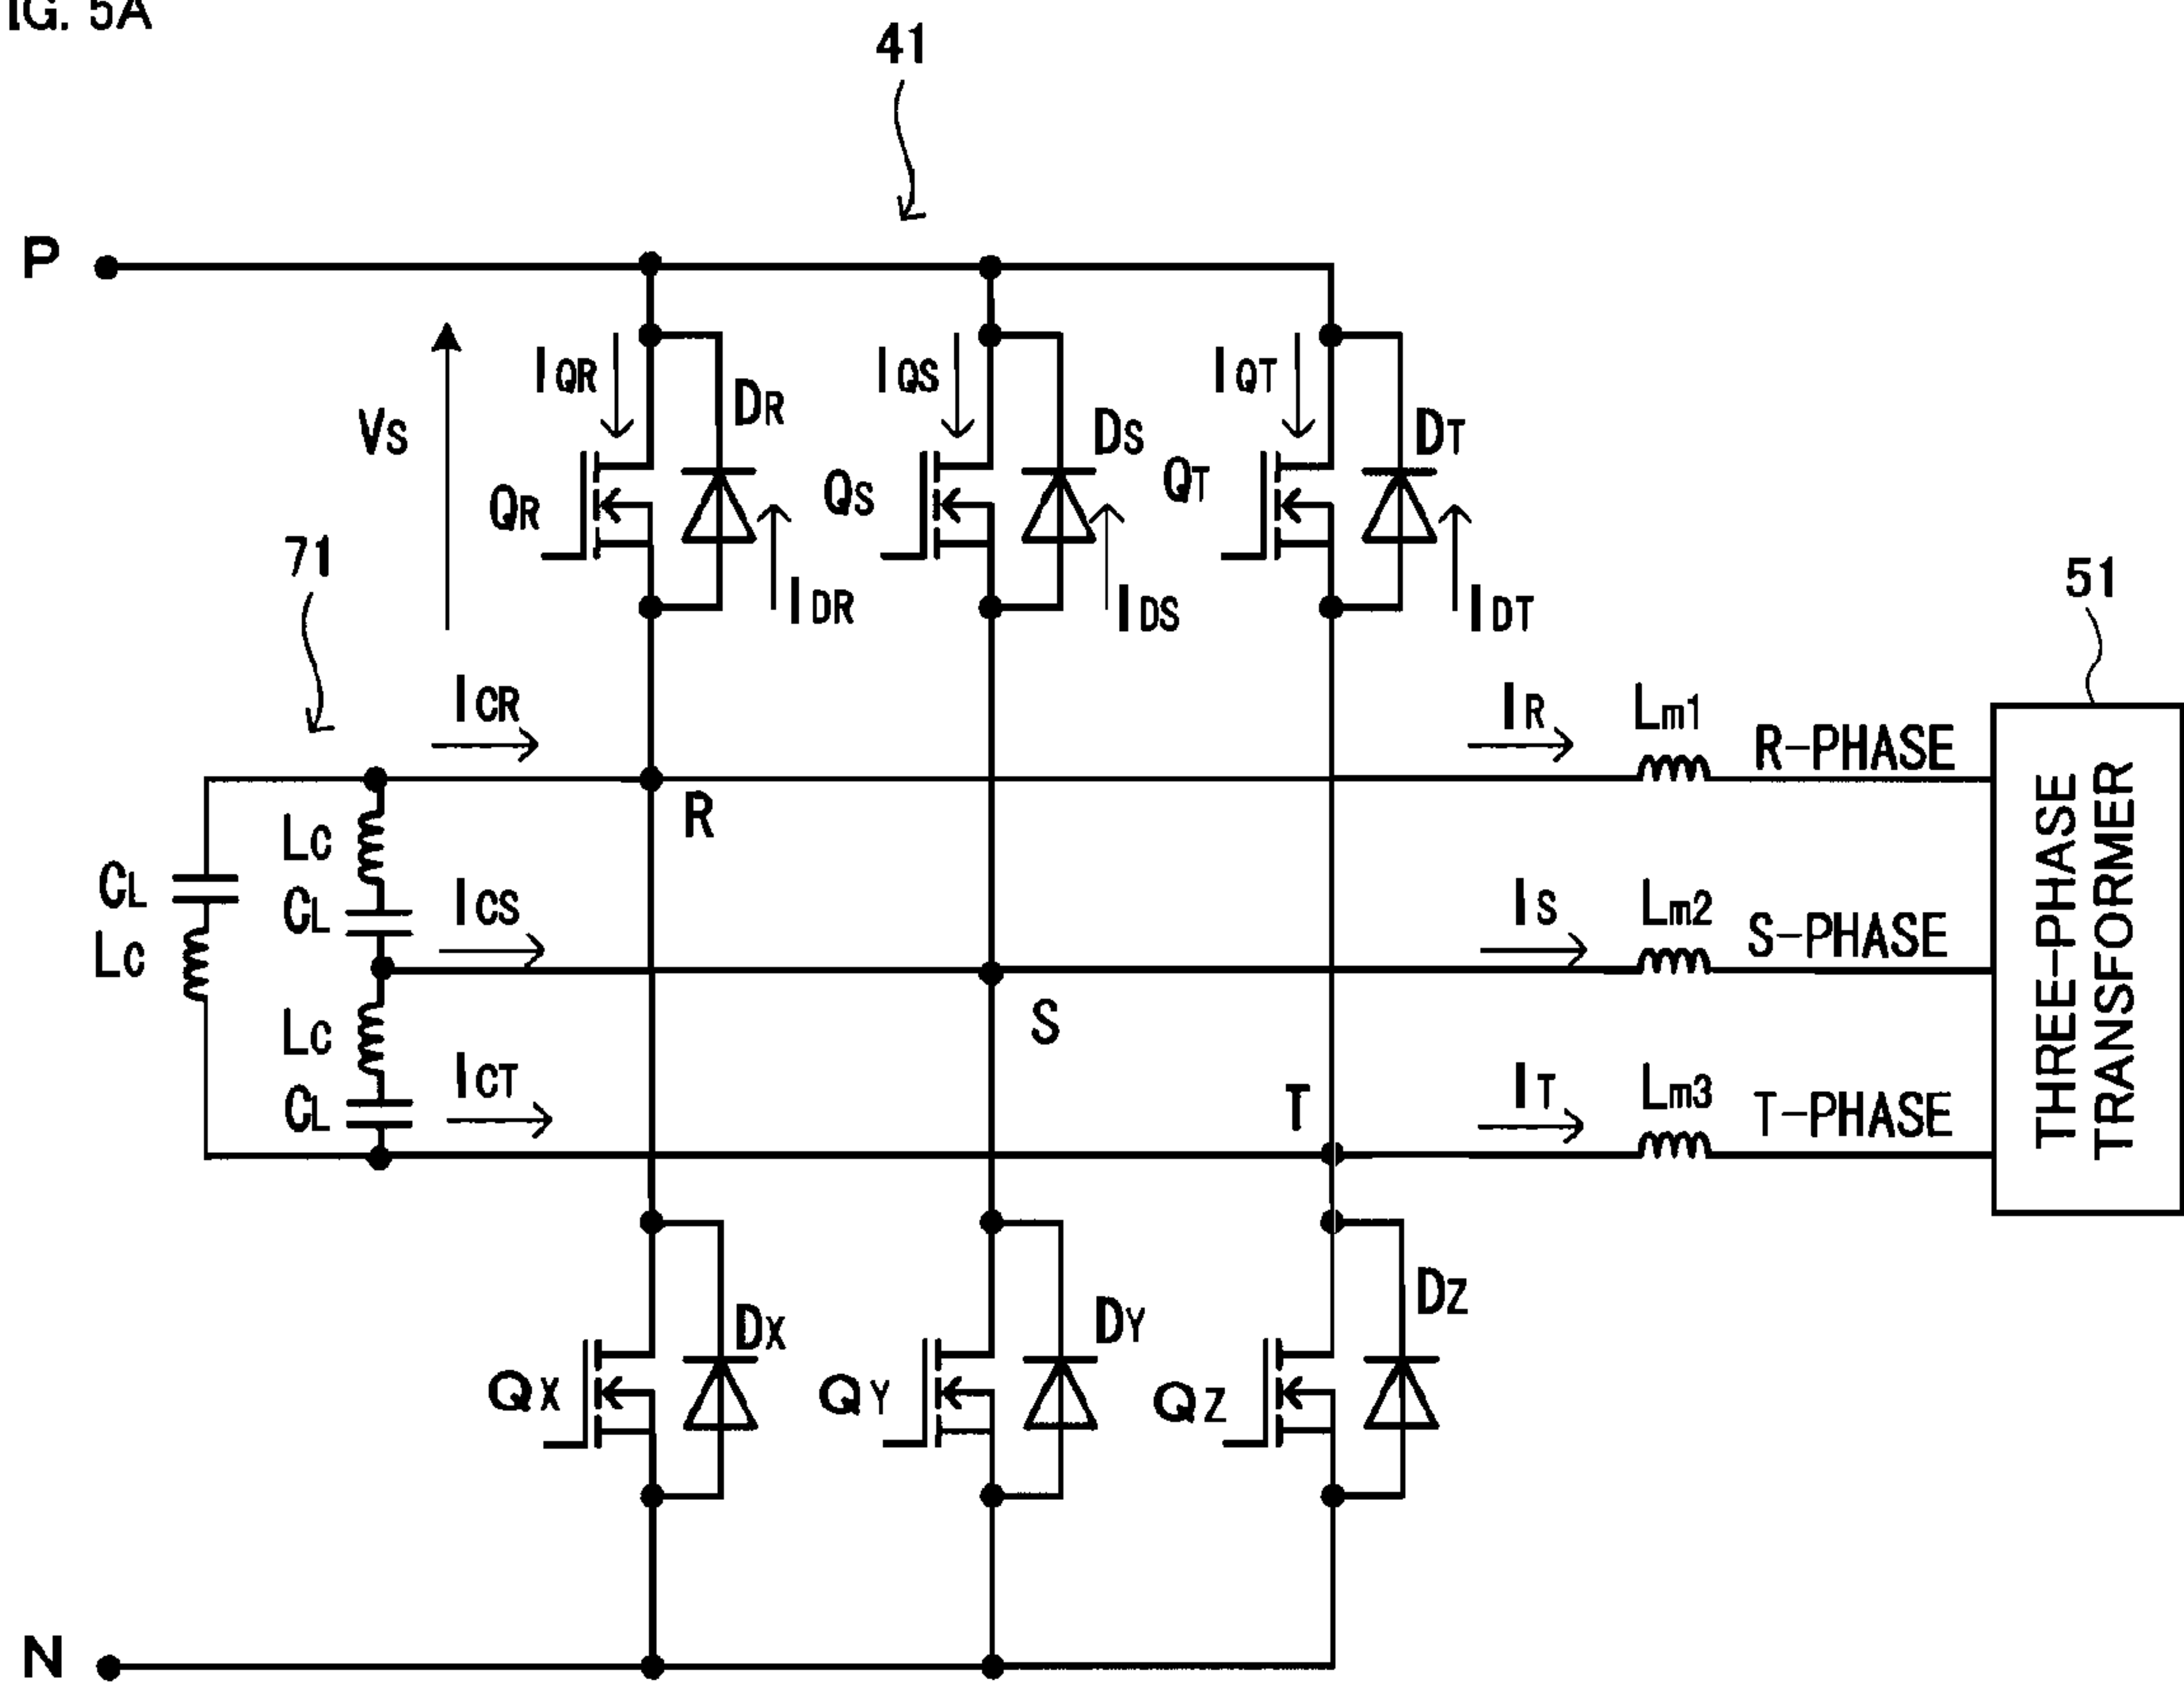 IG. 5A
41
P
IQR
DR
IQS
DS
IQT
DT
VS
QR
QS
QT
71
IDR
IDS
IDT
51
ICR
IR
Lm1
R-PHASE
R
LC
CL
CL
ICS
IS
Lm2
S-PHASE
LC
S
LC
ICT
T
IT
Lm3
T-PHASE
CL
THREE-PHASE
TRANSFORMER
DX
DY
DZ
QX
QY
QZ
N